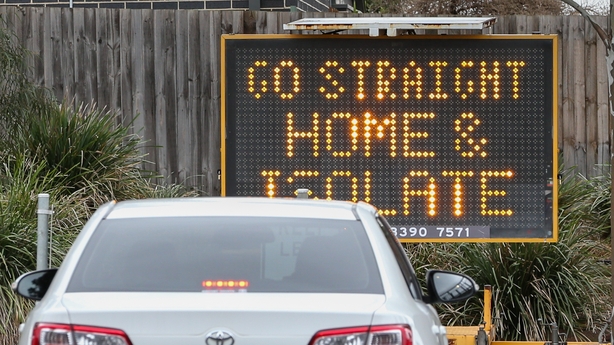 GO STRAIGHT
HOME &
ISOLATE
8390 7571